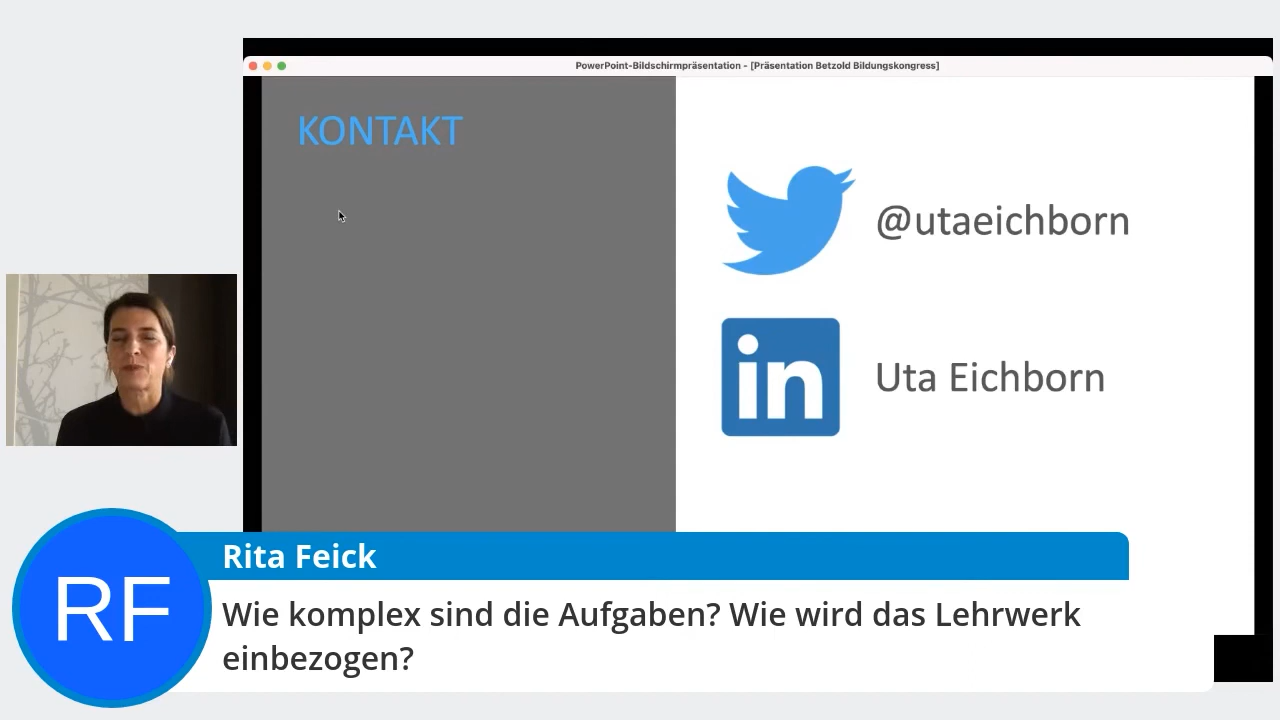 PowerPoint-Bildschirmpräsentation - [Präsentation Betzold Bildungskongress]
KONTAKT
@utaeichborn
in
Uta Eichborn
RF
Rita Feick
Wie komplex sind die Aufgaben? Wie wird das Lehrwerk
einbezogen?